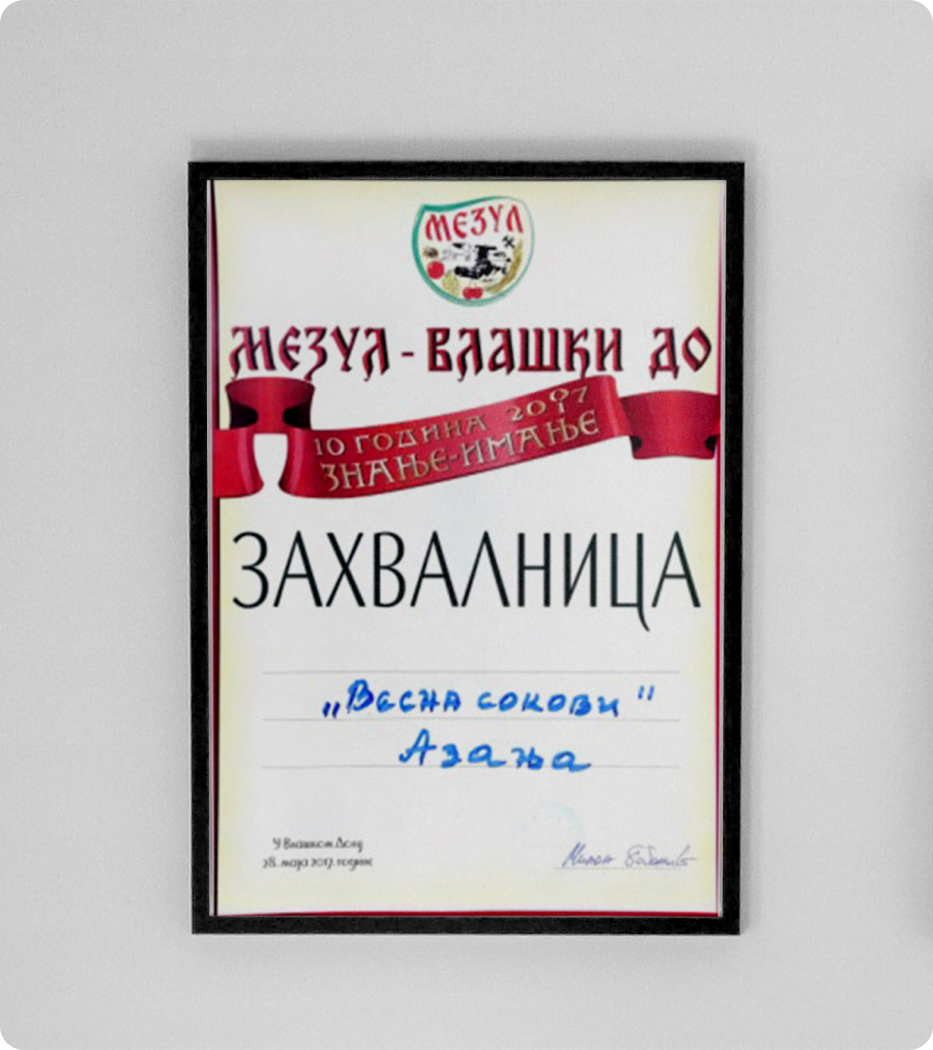 МЕЗУЛ
МЕЗУЛ - ВЛАШКИ ДО
10 ГОДИНА 2017
ЗНАЊЕ-ИМАЊЕ
ЗАХВАЛНИЦА
„Весна сокови"
Азања
У Влашком Долу
28. маја 2017. године
Милан